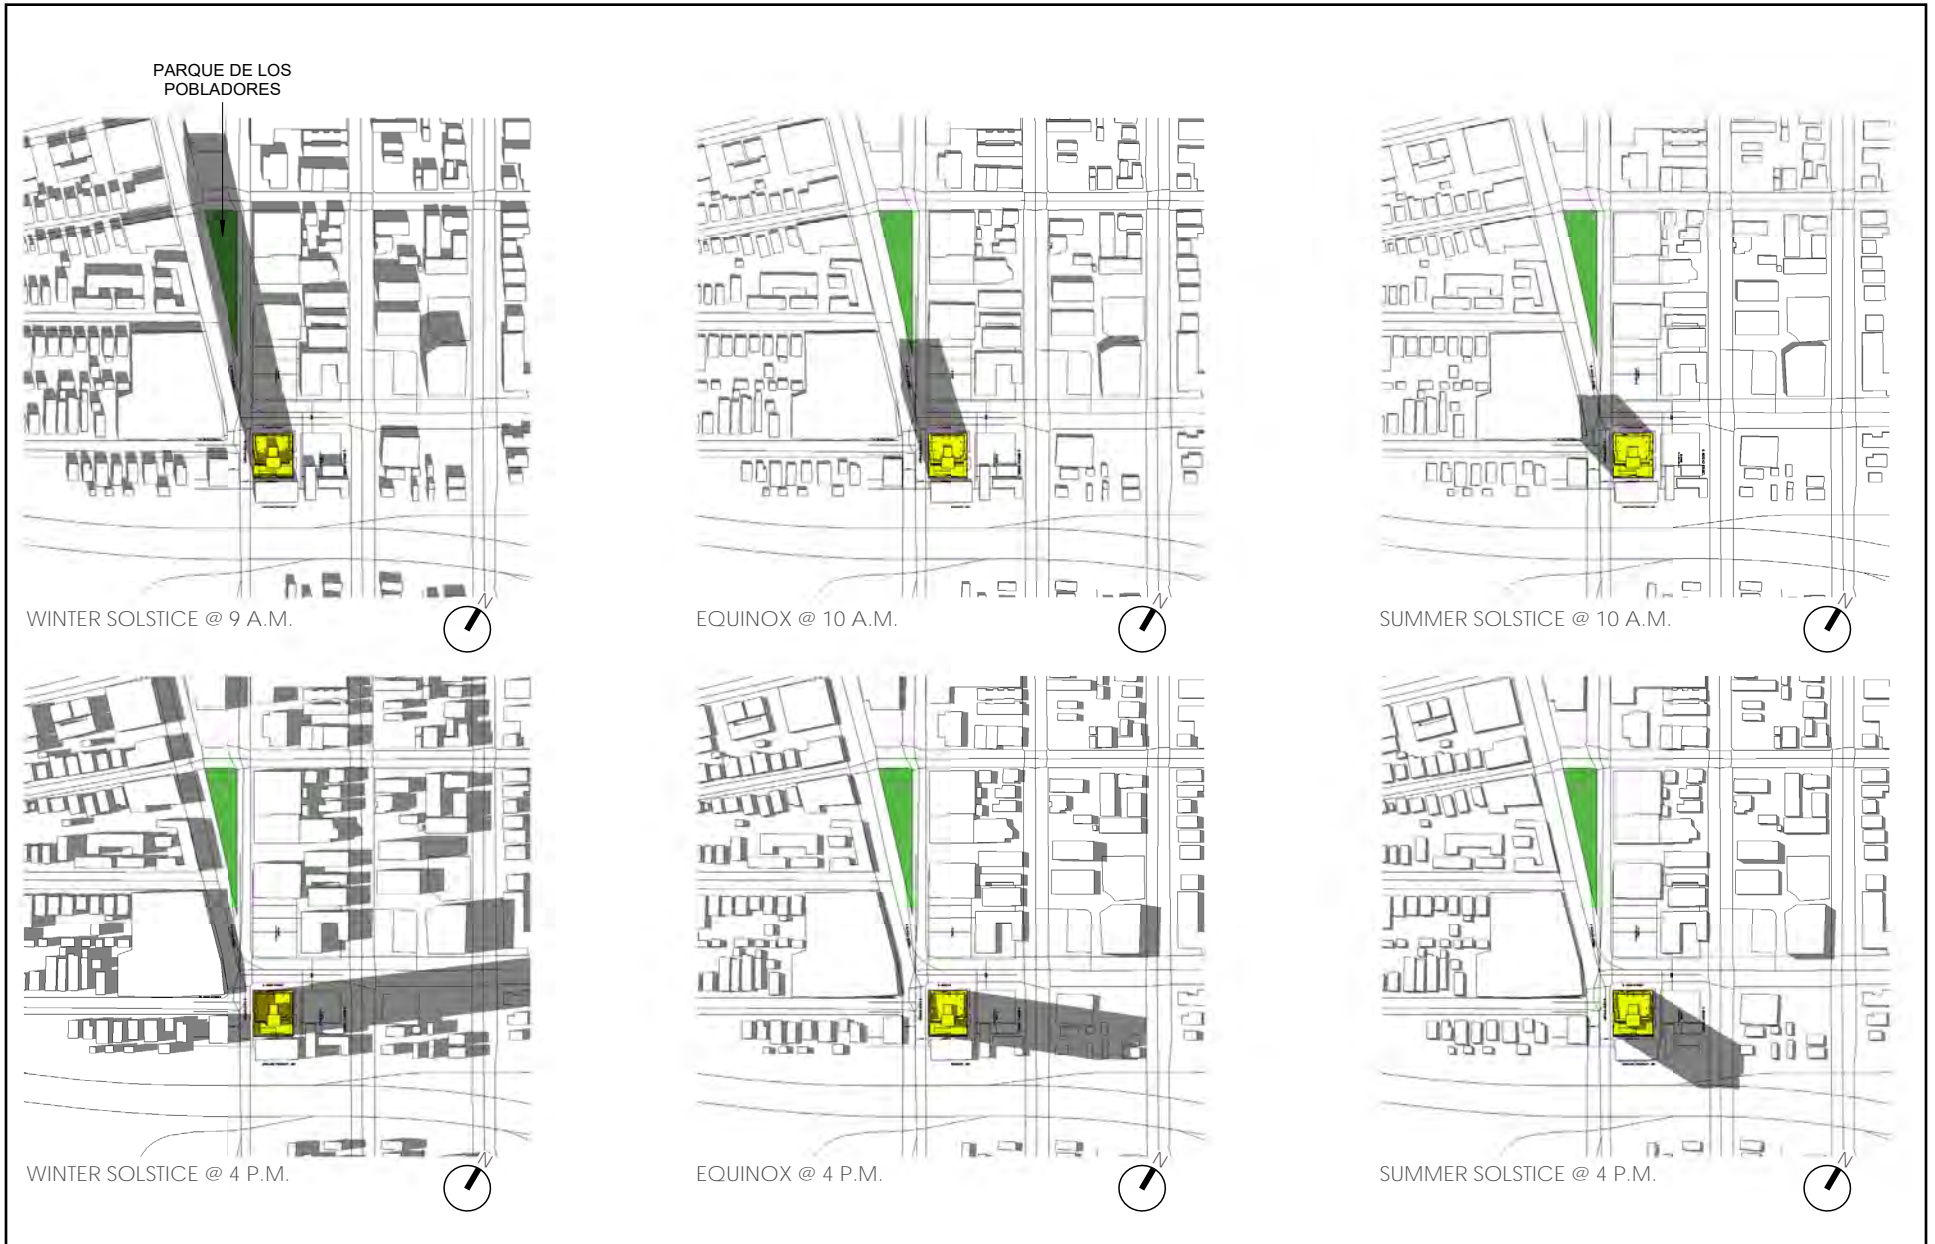 PARQUE DE LOS
POBLADORES
WINTER SOLSTICE @ 9 A.M.
N
EQUINOX @ 10 A.M.
N
SUMMER SOLSTICE @ 10 A.M.
N
WINTER SOLSTICE @ 4 P.M.
N
EQUINOX @ 4 P.M.
N
SUMMER SOLSTICE @ 4 P.M.
N